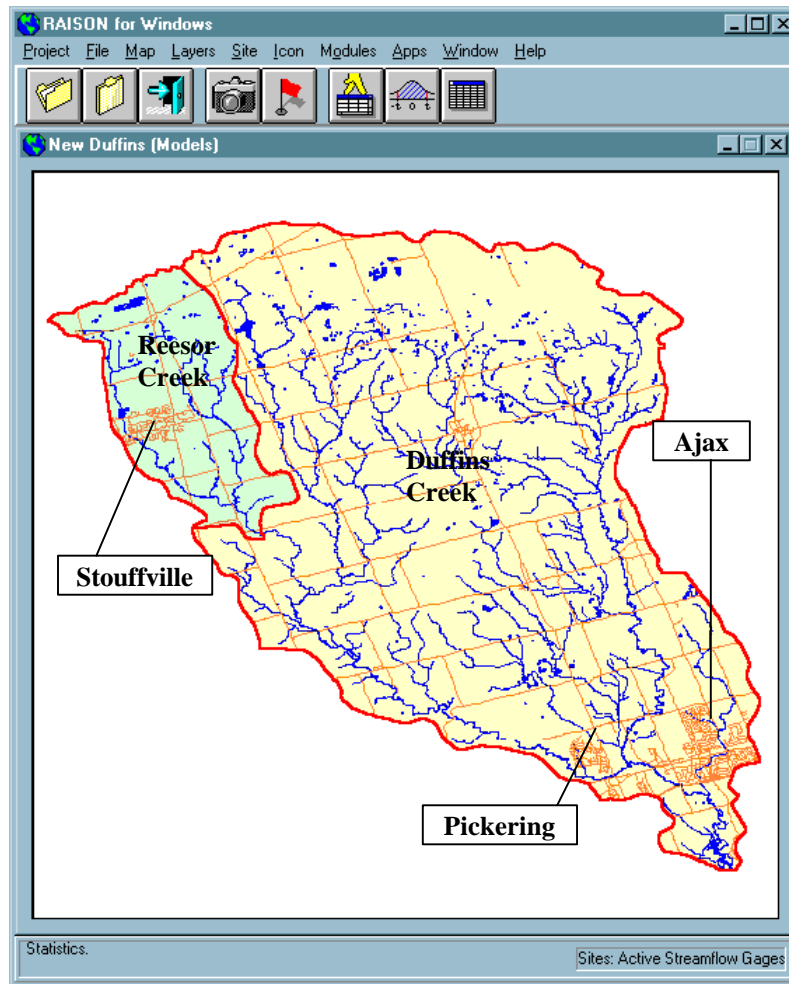 RAISON for Windows
Project File Map Layers Site Icon Modules Apps Window Help
-t o t
New Duffins (Models)
Reesor
Creek
Ajax
Duffins
Creek
Stouffville
Pickering
Statistics.
Sites: Active Streamflow Gages